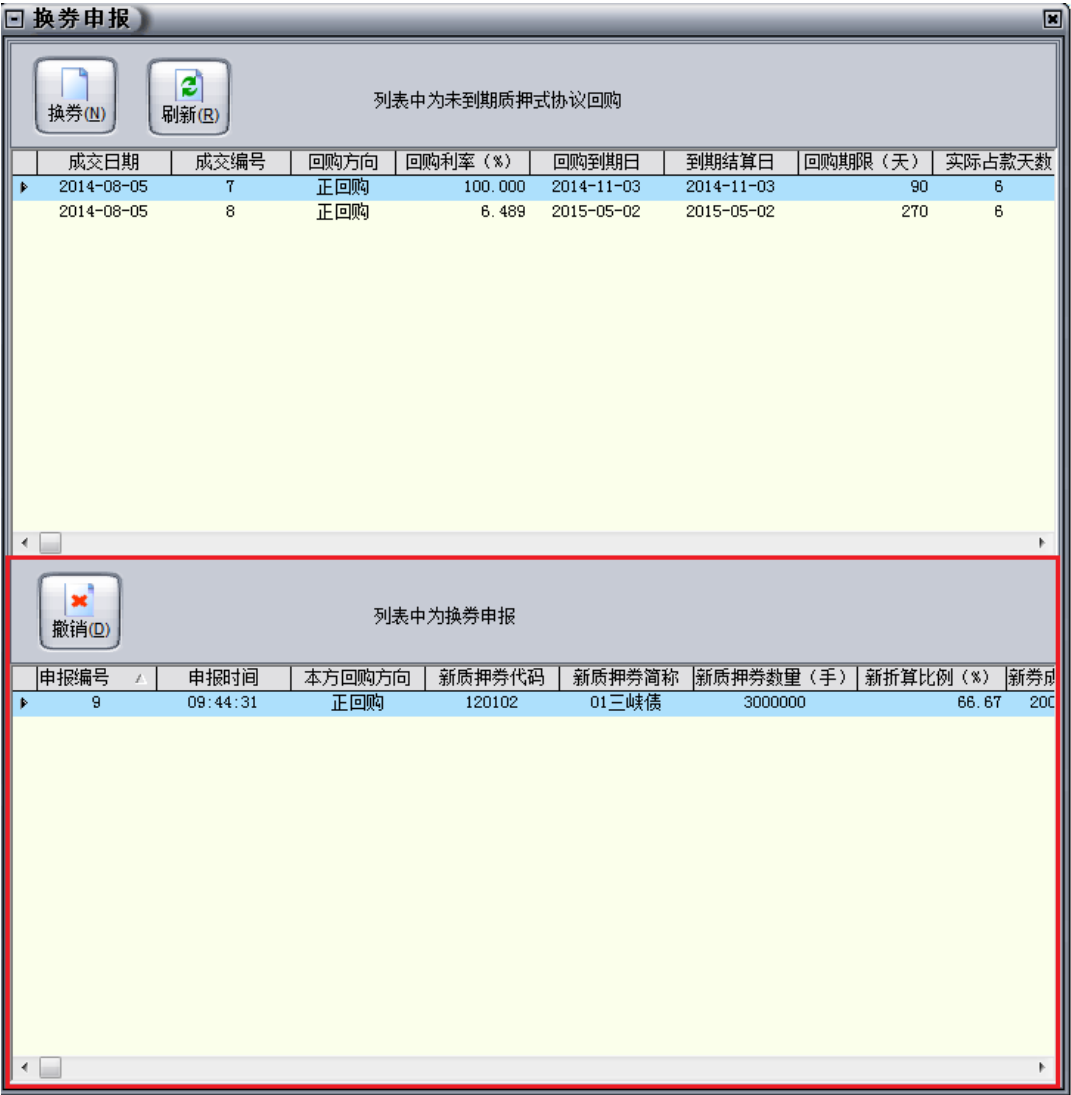 换券申报
换券(N) 刷新(R) 列表中为未到期质押式协议回购
成交日期 成交编号 回购方向 回购利率（%） 回购到期日 到期结算日 回购期限（天） 实际占款天数
2014-08-05 7 正回购 100.000 2014-11-03 2014-11-03 90 6
2014-08-05 8 正回购 6.489 2015-05-02 2015-05-02 270 6
撤销(D) 列表中为换券申报
申报编号 申报时间 本方回购方向 新质押券代码 新质押券简称 新质押券数量（手） 新折算比例（%） 新券成
9 09:44:31 正回购 120102 01三峡债 3000000 66.67 200